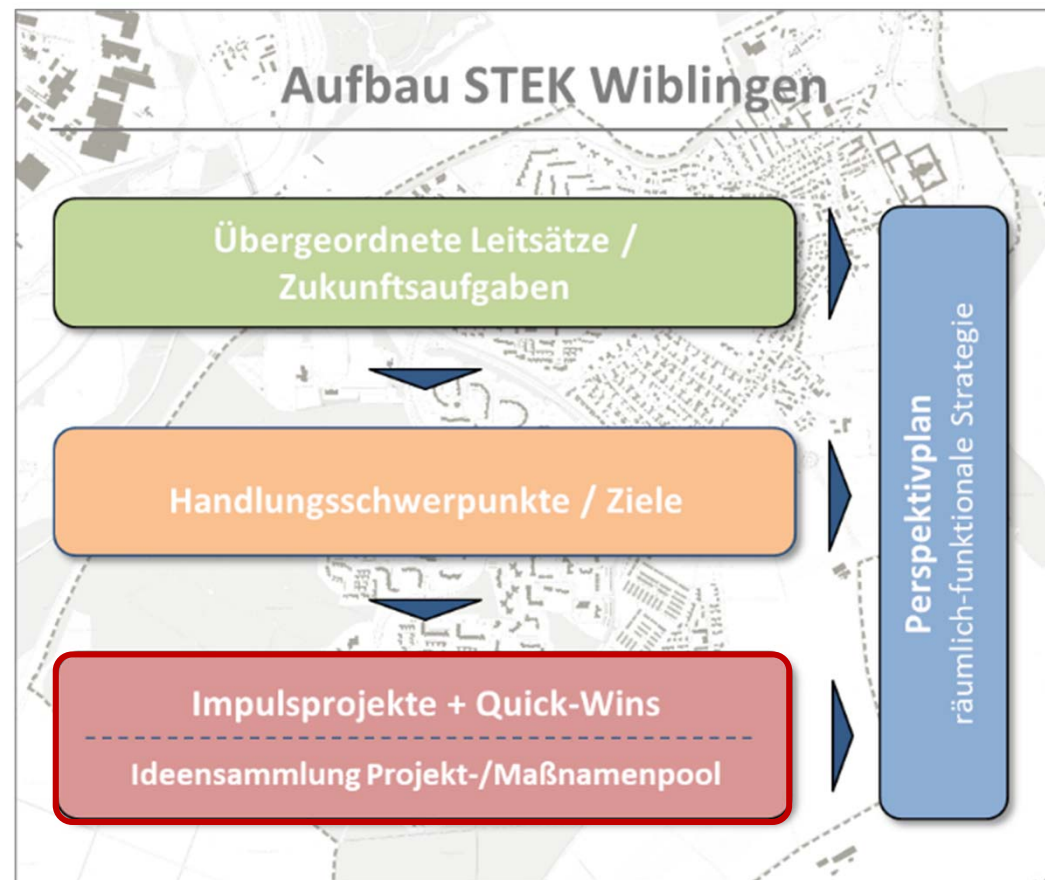 Aufbau STEK Wiblingen
Übergeordnete Leitsätze /
Zukunftsaufgaben
Handlungsschwerpunkte / Ziele
Impulsprojekte + Quick-Wins
Ideensammlung Projekt-/Maßnamenpool
Perspektivplan
räumlich-funktionale Strategie